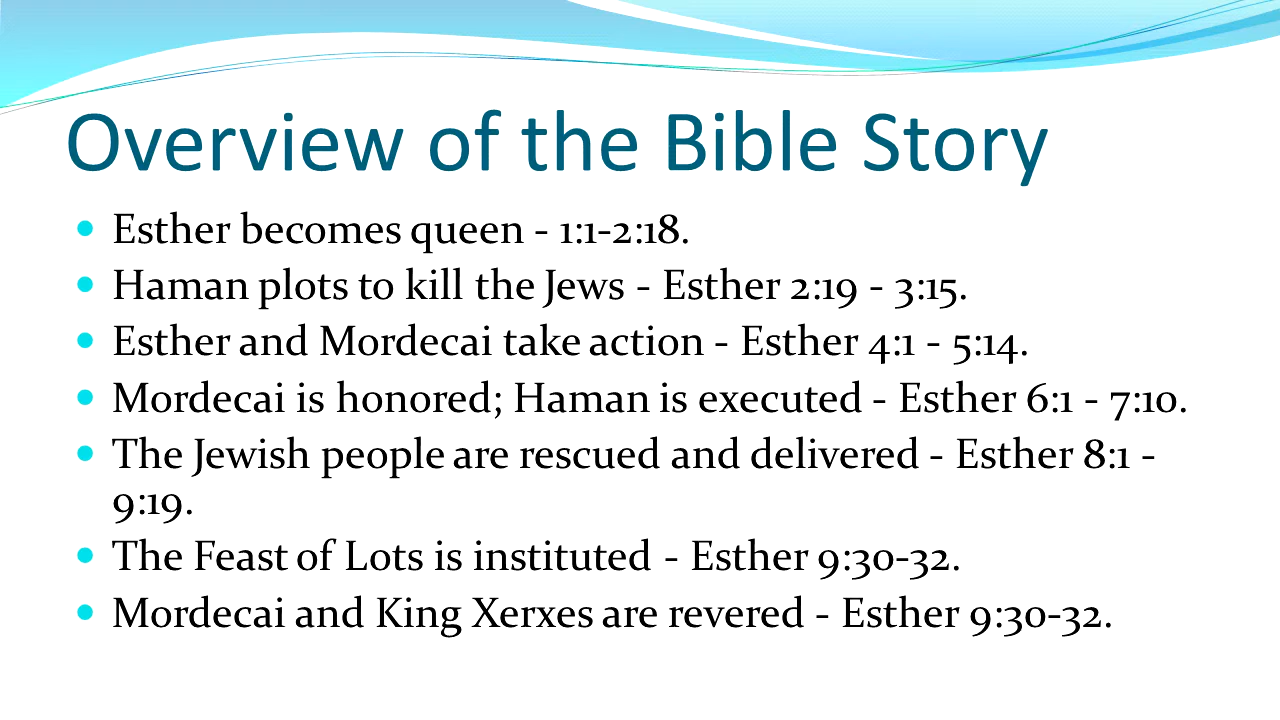 Overview of the Bible Story
• Esther becomes queen - 1:1-2:18.
• Haman plots to kill the Jews - Esther 2:19 - 3:15.
• Esther and Mordecai take action - Esther 4:1 - 5:14.
• Mordecai is honored; Haman is executed - Esther 6:1 - 7:10.
• The Jewish people are rescued and delivered - Esther 8:1 -
9:19.
• The Feast of Lots is instituted - Esther 9:30-32.
• Mordecai and King Xerxes are revered - Esther 9:30-32.